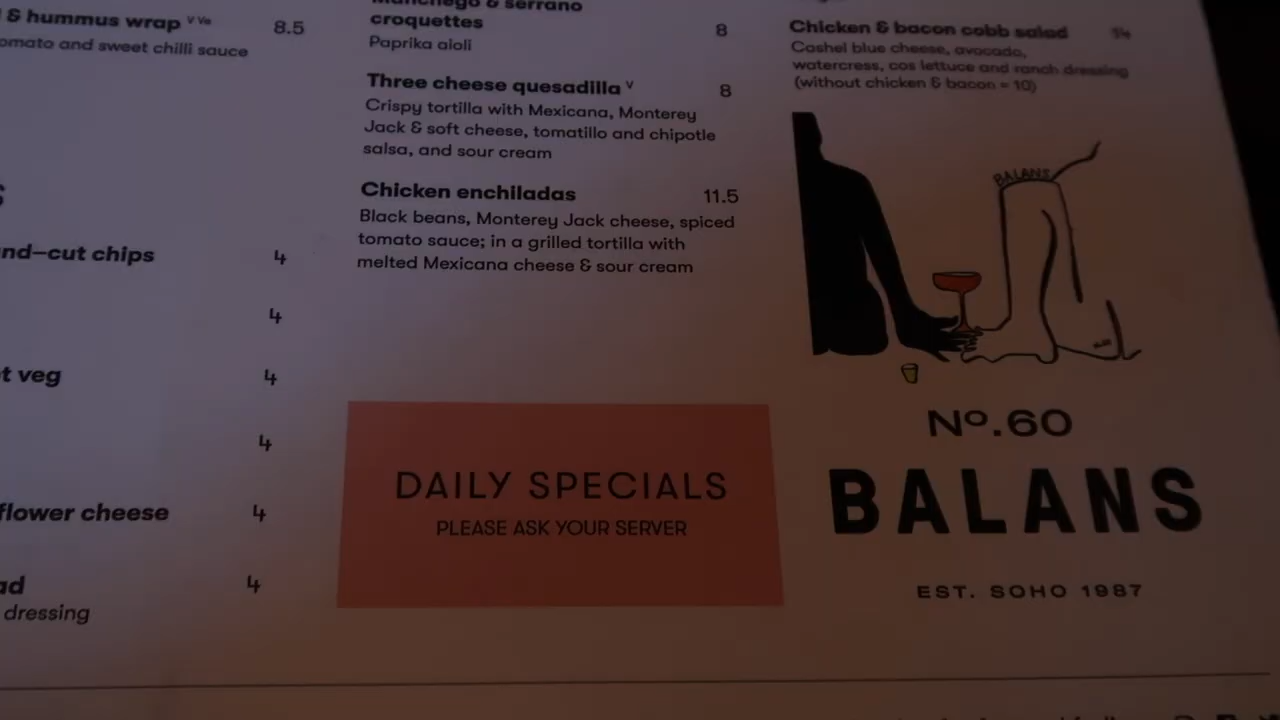 & hummus wrap V Ve 8.5
omato and sweet chilli sauce
and-cut chips 4
4
t veg 4
4
flower cheese 4
ad 4
dressing
Manchego & serrano
croquettes 8
Paprika aioli
Three cheese quesadilla V 8
Crispy tortilla with Mexicana, Monterey
Jack & soft cheese, tomatillo and chipotle
salsa, and sour cream
Chicken enchiladas 11.5
Black beans, Monterey Jack cheese, spiced
tomato sauce; in a grilled tortilla with
melted Mexicana cheese & sour cream
DAILY SPECIALS
PLEASE ASK YOUR SERVER
Chicken & bacon cobb salad 14
Cashel blue cheese, avocado,
watercress, cos lettuce and ranch dressing
(without chicken & bacon = 10)
BALANS
Nº.60
BALANS
EST. SOHO 1987